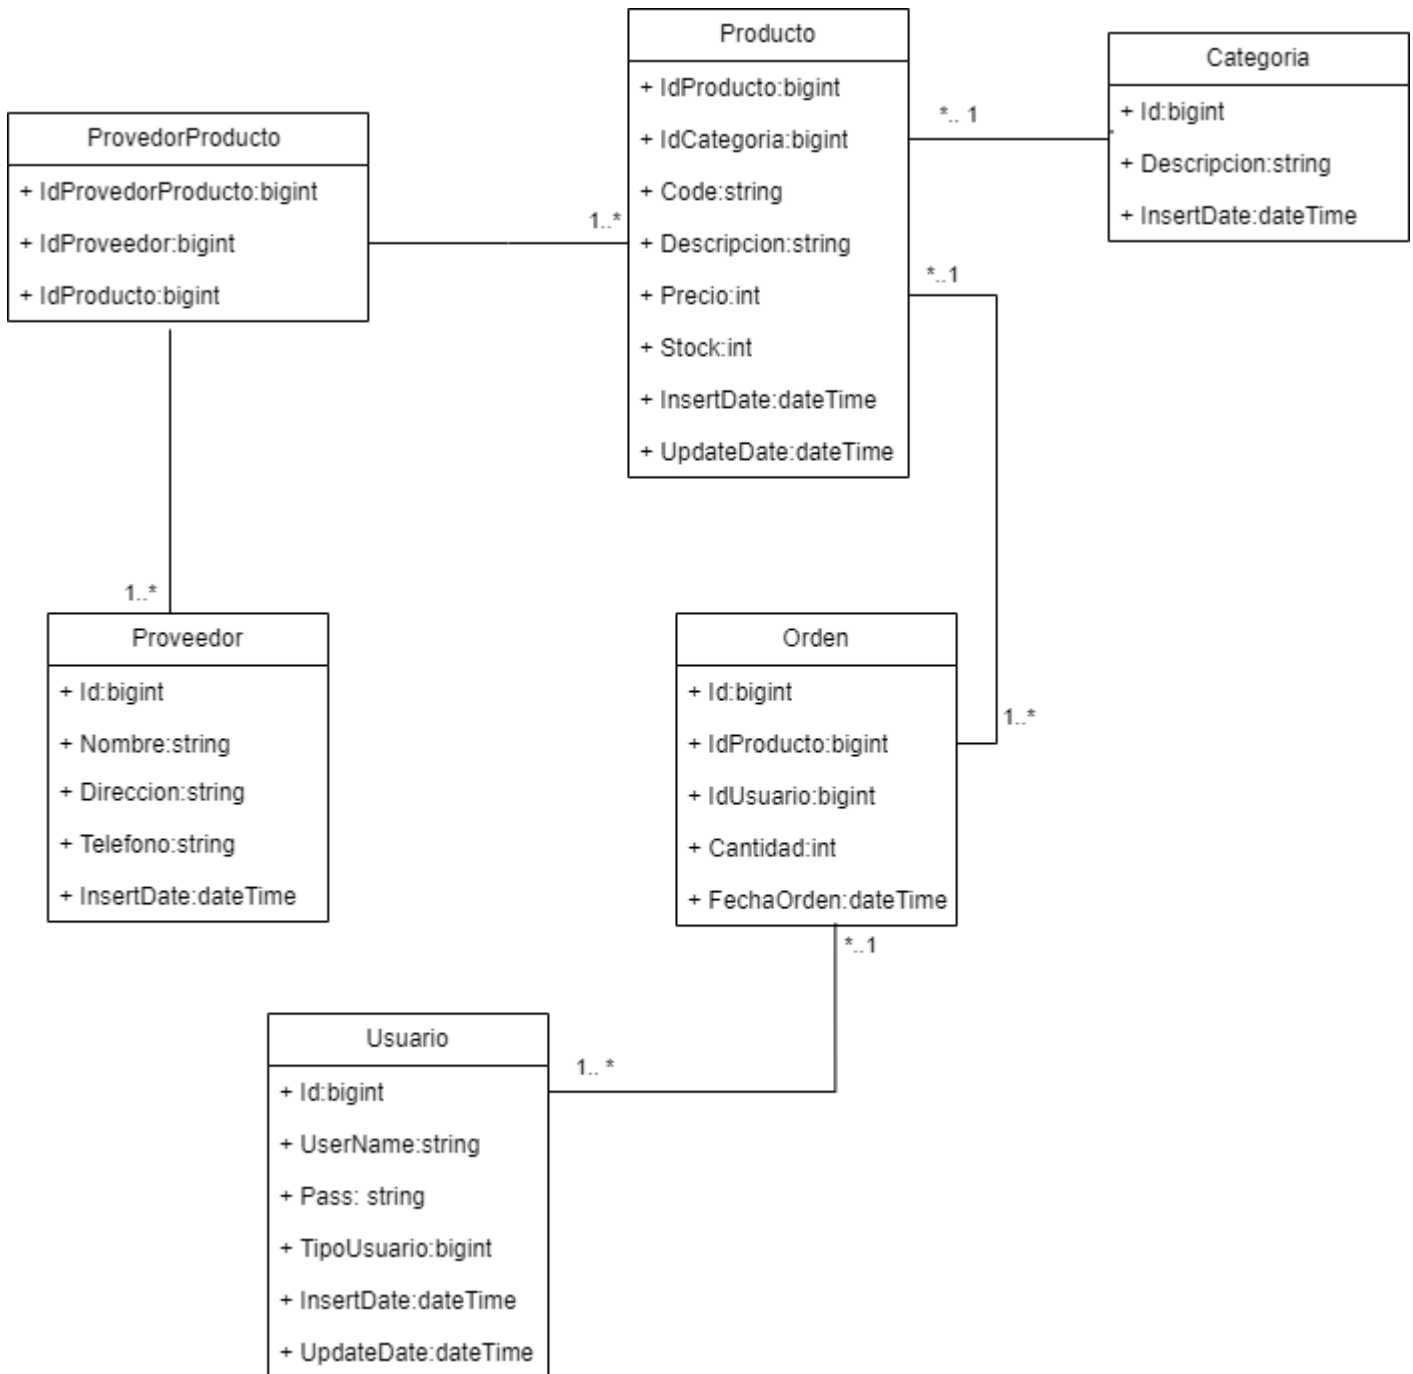 Producto
+ IdProducto:bigint
+ IdCategoria:bigint
+ Code:string
+ Descripcion:string
+ Precio:int
+ Stock:int
+ InsertDate:dateTime
+ UpdateDate:dateTime
*.. 1
Categoria
+ Id:bigint
+ Descripcion:string
+ InsertDate:dateTime
ProvedorProducto
+ IdProvedorProducto:bigint
+ IdProveedor:bigint
+ IdProducto:bigint
1..*
*..1
1..*
Proveedor
+ Id:bigint
+ Nombre:string
+ Direccion:string
+ Telefono:string
+ InsertDate:dateTime
Orden
+ Id:bigint
+ IdProducto:bigint
+ IdUsuario:bigint
+ Cantidad:int
+ FechaOrden:dateTime
1..*
*..1
1.. *
Usuario
+ Id:bigint
+ UserName:string
+ Pass: string
+ TipoUsuario:bigint
+ InsertDate:dateTime
+ UpdateDate:dateTime